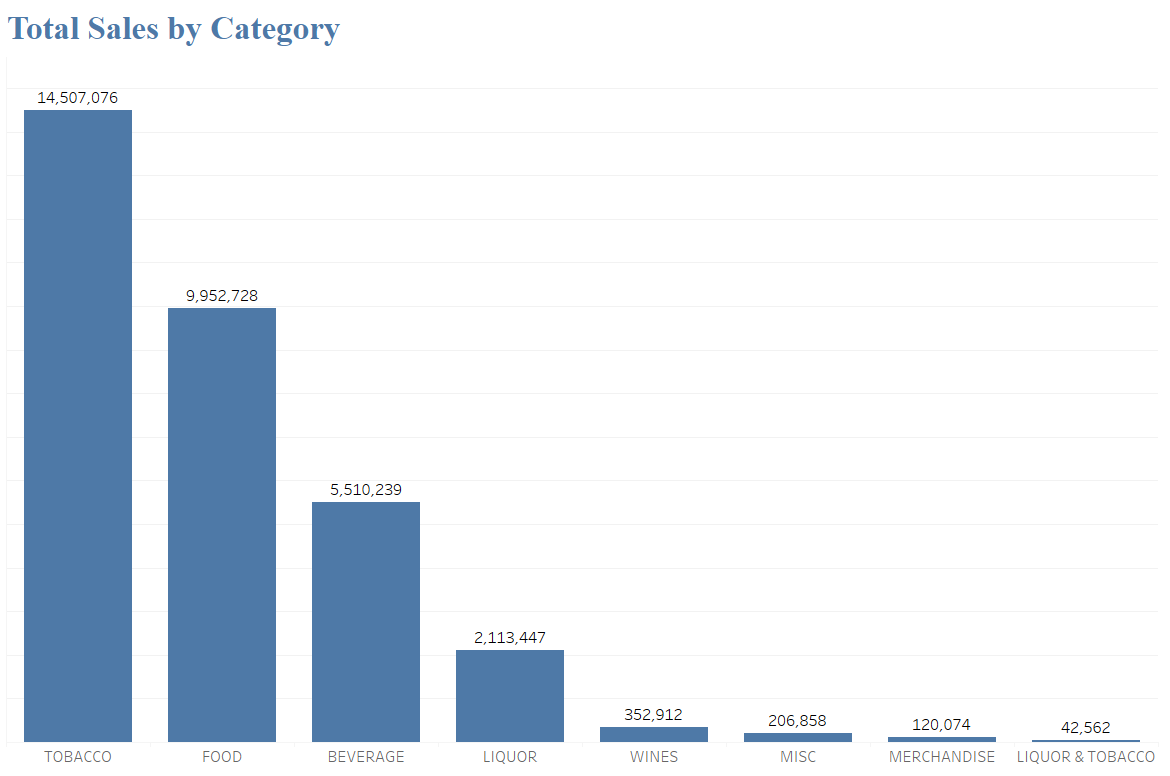 Total Sales by Category
14,507,076
9,952,728
5,510,239
2,113,447
352,912
206,858
120,074
42,562
TOBACCO
FOOD
BEVERAGE
LIQUOR
WINES
MISC
MERCHANDISE
LIQUOR & TOBACCO